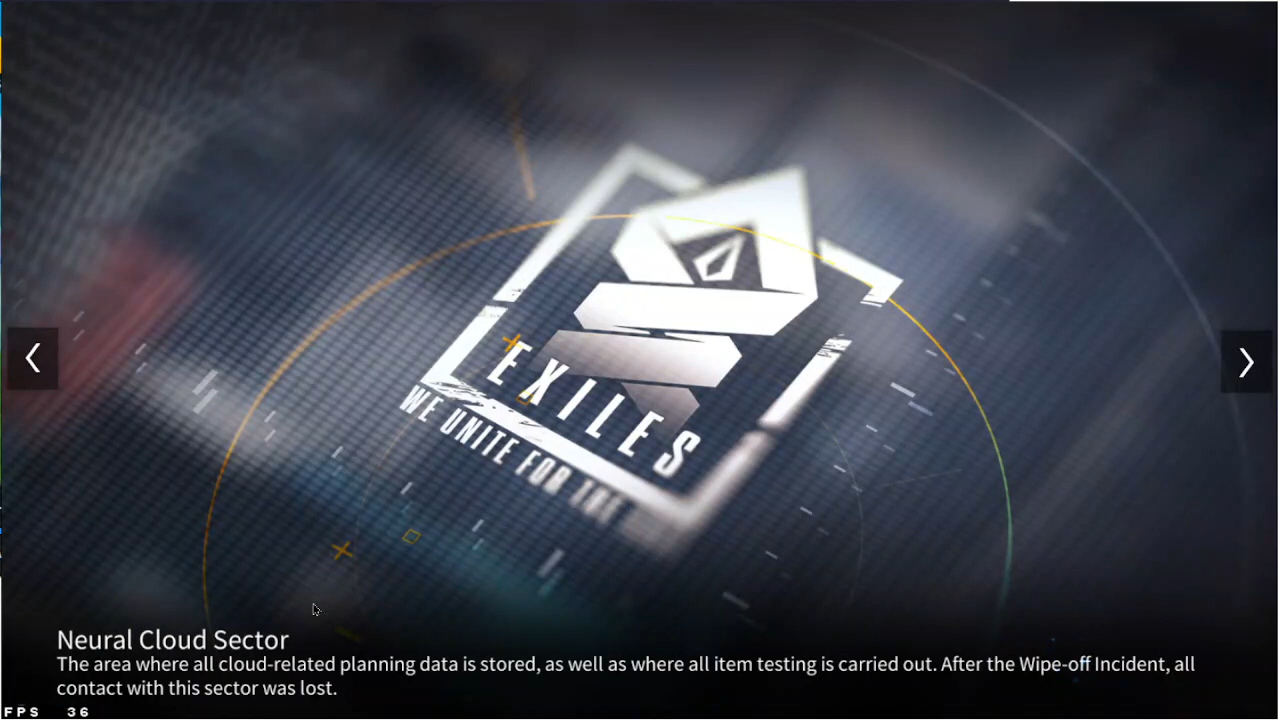 EXILES
WE UNITE FOR THE
Neural Cloud Sector
The area where all cloud-related planning data is stored, as well as where all item testing is carried out. After the Wipe-off Incident, all
contact with this sector was lost.
FPS 36